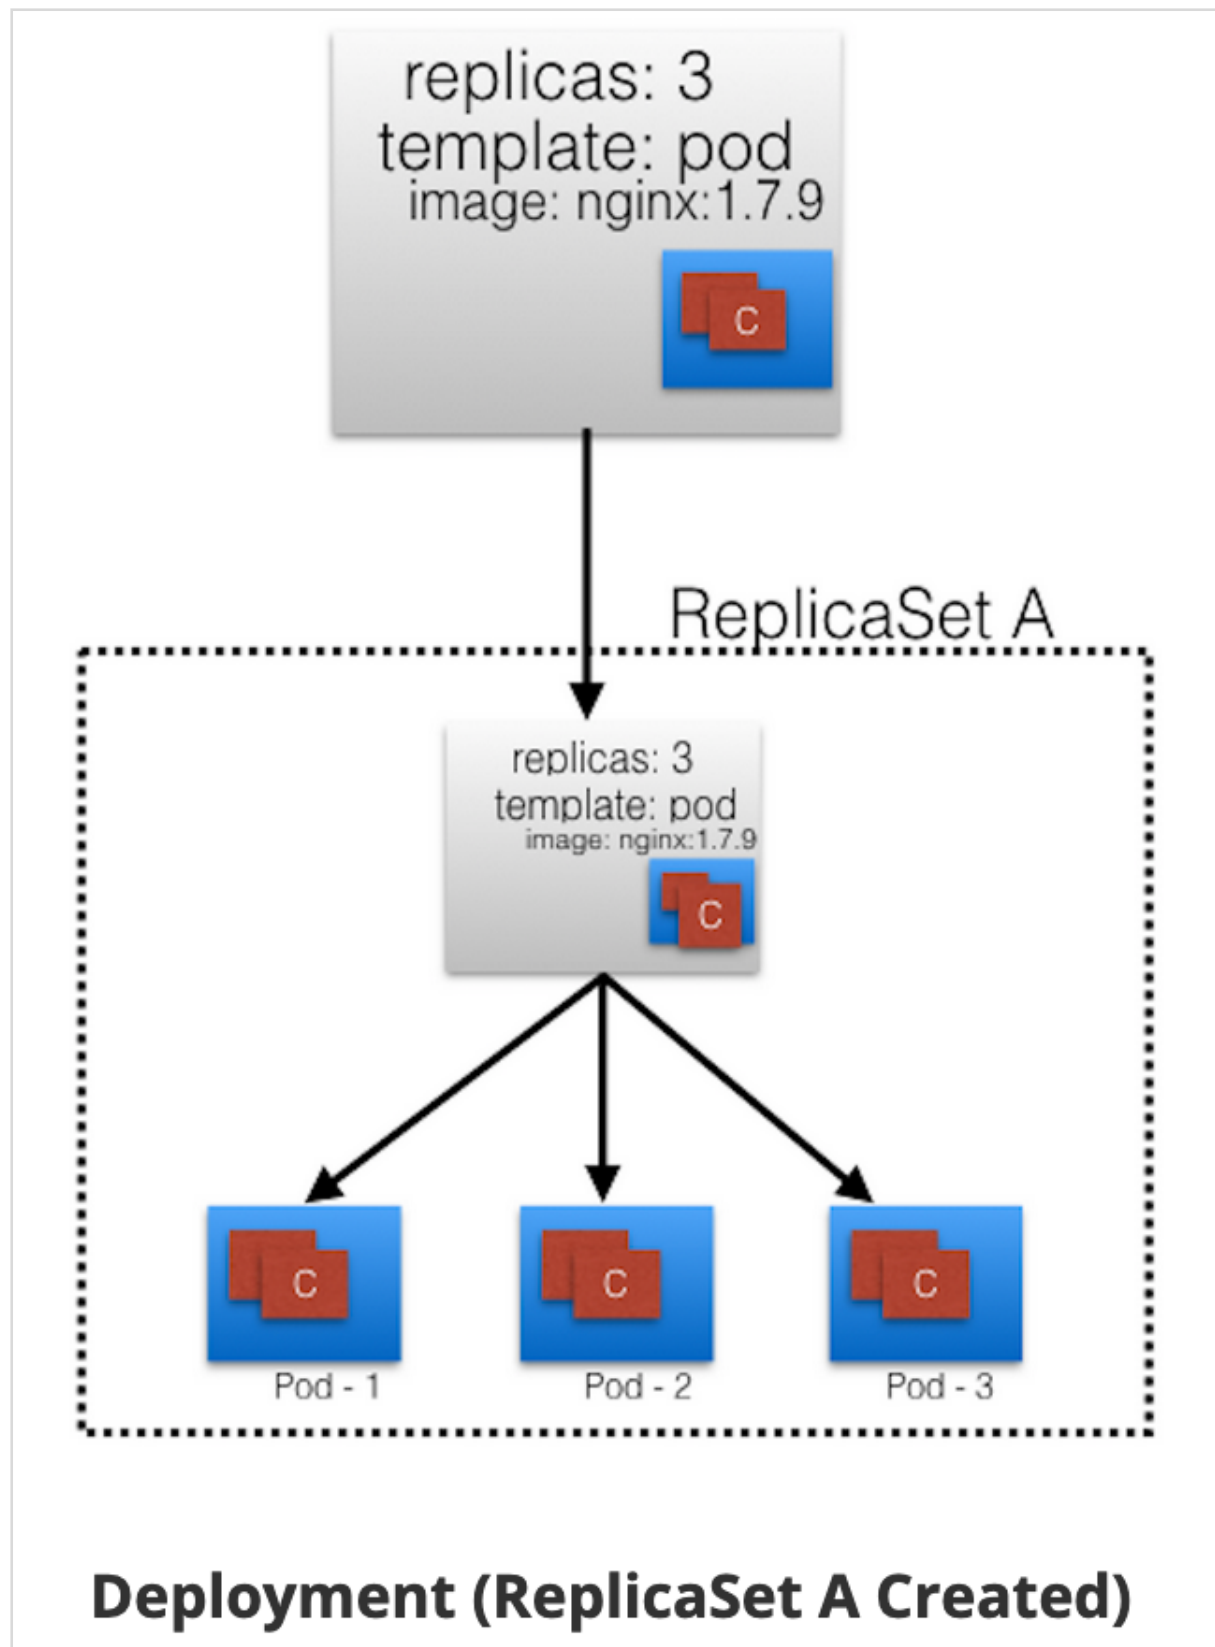 replicas: 3
template: pod
image: nginx:1.7.9
C
ReplicaSet A
replicas: 3
template: pod
image: nginx:1.7.9
C
C
C
C
Pod - 1
Pod - 2
Pod - 3
Deployment (ReplicaSet A Created)